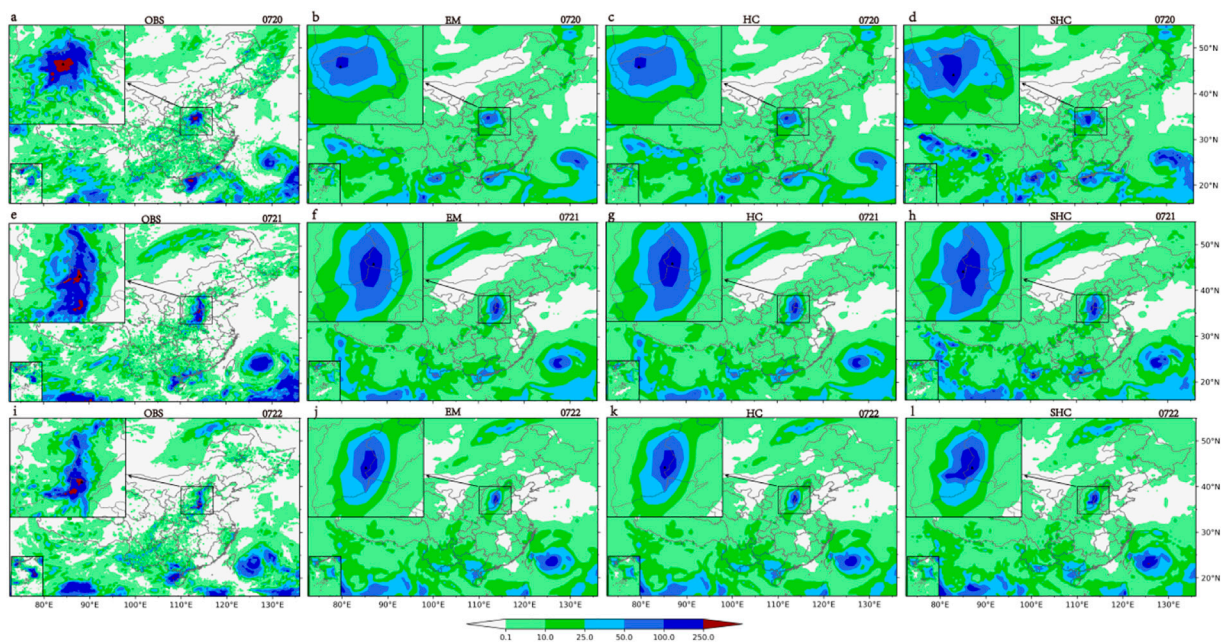 a OBS 0720 b EM 0720 c HC 0720 d SHC 0720
50°N
40°N
30°N
20°N
e OBS 0721 f EM 0721 g HC 0721 h SHC 0721
50°N
40°N
30°N
20°N
i OBS 0722 j EM 0722 k HC 0722 l SHC 0722
50°N
40°N
30°N
20°N
80°E 90°E 100°E 110°E 120°E 130°E 80°E 90°E 100°E 110°E 120°E 130°E 80°E 90°E 100°E 110°E 120°E 130°E 80°E 90°E 100°E 110°E 120°E 130°E
0.1 10.0 25.0 50.0 100.0 250.0